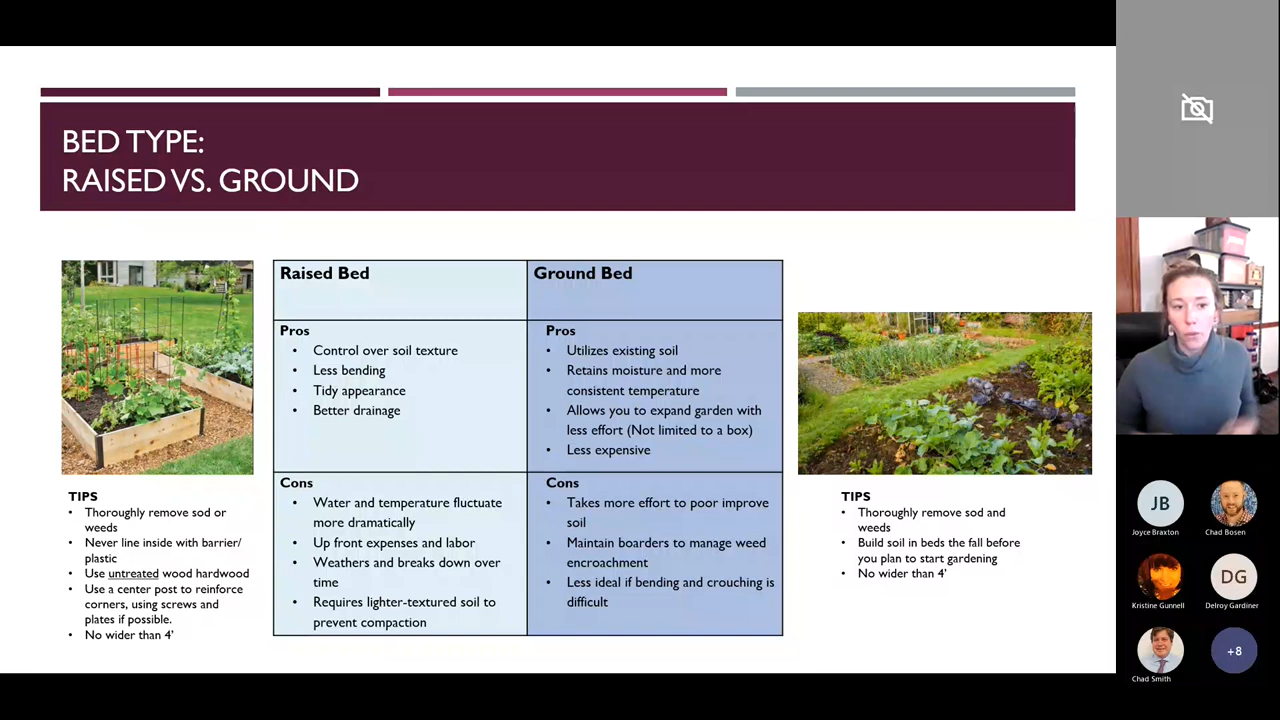 BED TYPE:
RAISED VS. GROUND
Raised Bed
Ground Bed
Pros
• Control over soil texture
• Less bending
• Tidy appearance
• Better drainage
Pros
• Utilizes existing soil
• Retains moisture and more
consistent temperature
• Allows you to expand garden with
less effort (Not limited to a box)
• Less expensive
Cons
• Water and temperature fluctuate
more dramatically
• Up front expenses and labor
• Weathers and breaks down over
time
• Requires lighter-textured soil to
prevent compaction
Cons
• Takes more effort to poor improve
soil
• Maintain boarders to manage weed
encroachment
• Less ideal if bending and crouching is
difficult
TIPS
• Thoroughly remove sod or
weeds
• Never line inside with barrier/
plastic
• Use untreated wood hardwood
• Use a center post to reinforce
corners, using screws and
plates if possible.
• No wider than 4'
TIPS
• Thoroughly remove sod and
weeds
• Build soil in beds the fall before
you plan to start gardening
• No wider than 4'
JB
Joyce Braxton
Chad Bosen
Kristine Gunnell
DG
Delroy Gardiner
Chad Smith
+8